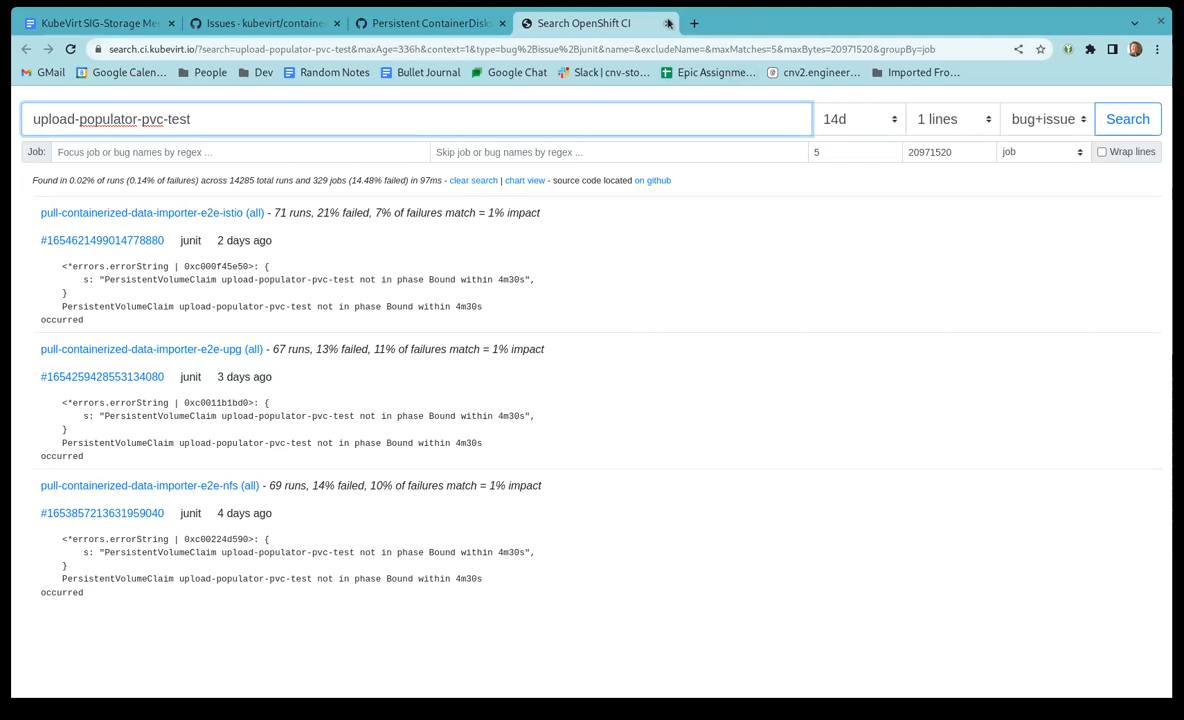 KubeVirt SIG-Storage Me
Issues · kubevirt/container
Persistent ContainerDisk
Search OpenShift CI
search.ci.kubevirt.io/?search=upload-populator-pvc-test&maxAge=336h&context=1&type=bug%2Bissue%2Bjunit&name=&excludeName=&maxMatches=5&maxBytes=20971520&groupBy=job
GMail
Google Calen...
People
Dev
Random Notes
Bullet Journal
Google Chat
Slack | cnv-sto...
Epic Assignme...
cnv2.engineer...
Imported Fro...
upload-populator-pvc-test
14d
1 lines
bug+issue
Search
Job:
Focus job or bug names by regex ...
Skip job or bug names by regex ...
5
20971520
job
Wrap lines
Found in 0.02% of runs (0.14% of failures) across 14285 total runs and 329 jobs (14.48% failed) in 97ms - clear search | chart view - source code located on github
pull-containerized-data-importer-e2e-istio (all) - 71 runs, 21% failed, 7% of failures match = 1% impact
#1654621499014778880 junit 2 days ago
<*errors.errorString | 0xc000f45e50>: {
s: "PersistentVolumeClaim upload-populator-pvc-test not in phase Bound within 4m30s",
}
PersistentVolumeClaim upload-populator-pvc-test not in phase Bound within 4m30s
occurred
pull-containerized-data-importer-e2e-upg (all) - 67 runs, 13% failed, 11% of failures match = 1% impact
#1654259428553134080 junit 3 days ago
<*errors.errorString | 0xc0011b1bd0>: {
s: "PersistentVolumeClaim upload-populator-pvc-test not in phase Bound within 4m30s",
}
PersistentVolumeClaim upload-populator-pvc-test not in phase Bound within 4m30s
occurred
pull-containerized-data-importer-e2e-nfs (all) - 69 runs, 14% failed, 10% of failures match = 1% impact
#1653857213631959040 junit 4 days ago
<*errors.errorString | 0xc00224d590>: {
s: "PersistentVolumeClaim upload-populator-pvc-test not in phase Bound within 4m30s",
}
PersistentVolumeClaim upload-populator-pvc-test not in phase Bound within 4m30s
occurred